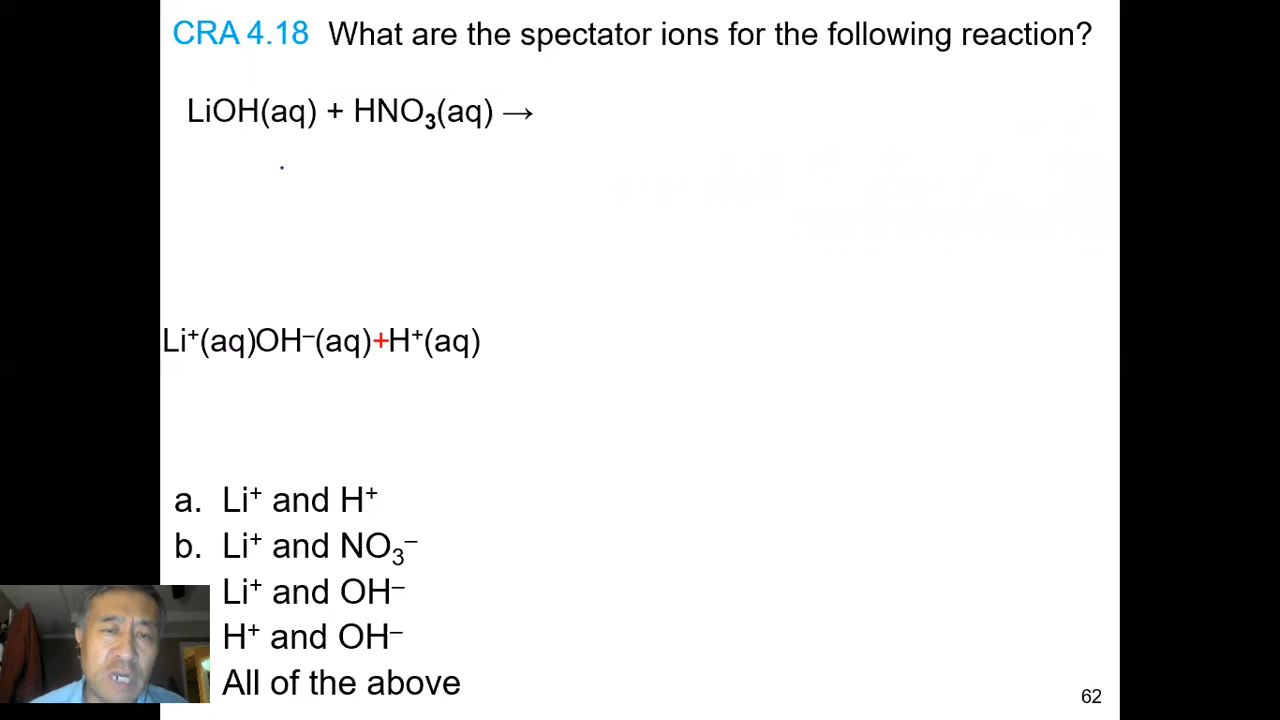 CRA 4.18 What are the spectator ions for the following reaction?
LiOH(aq) + HNO₃(aq) →
Li⁺(aq)OH⁻(aq)+H⁺(aq)
a. Li⁺ and H⁺
b. Li⁺ and NO₃⁻
Li⁺ and OH⁻
H⁺ and OH⁻
All of the above
62